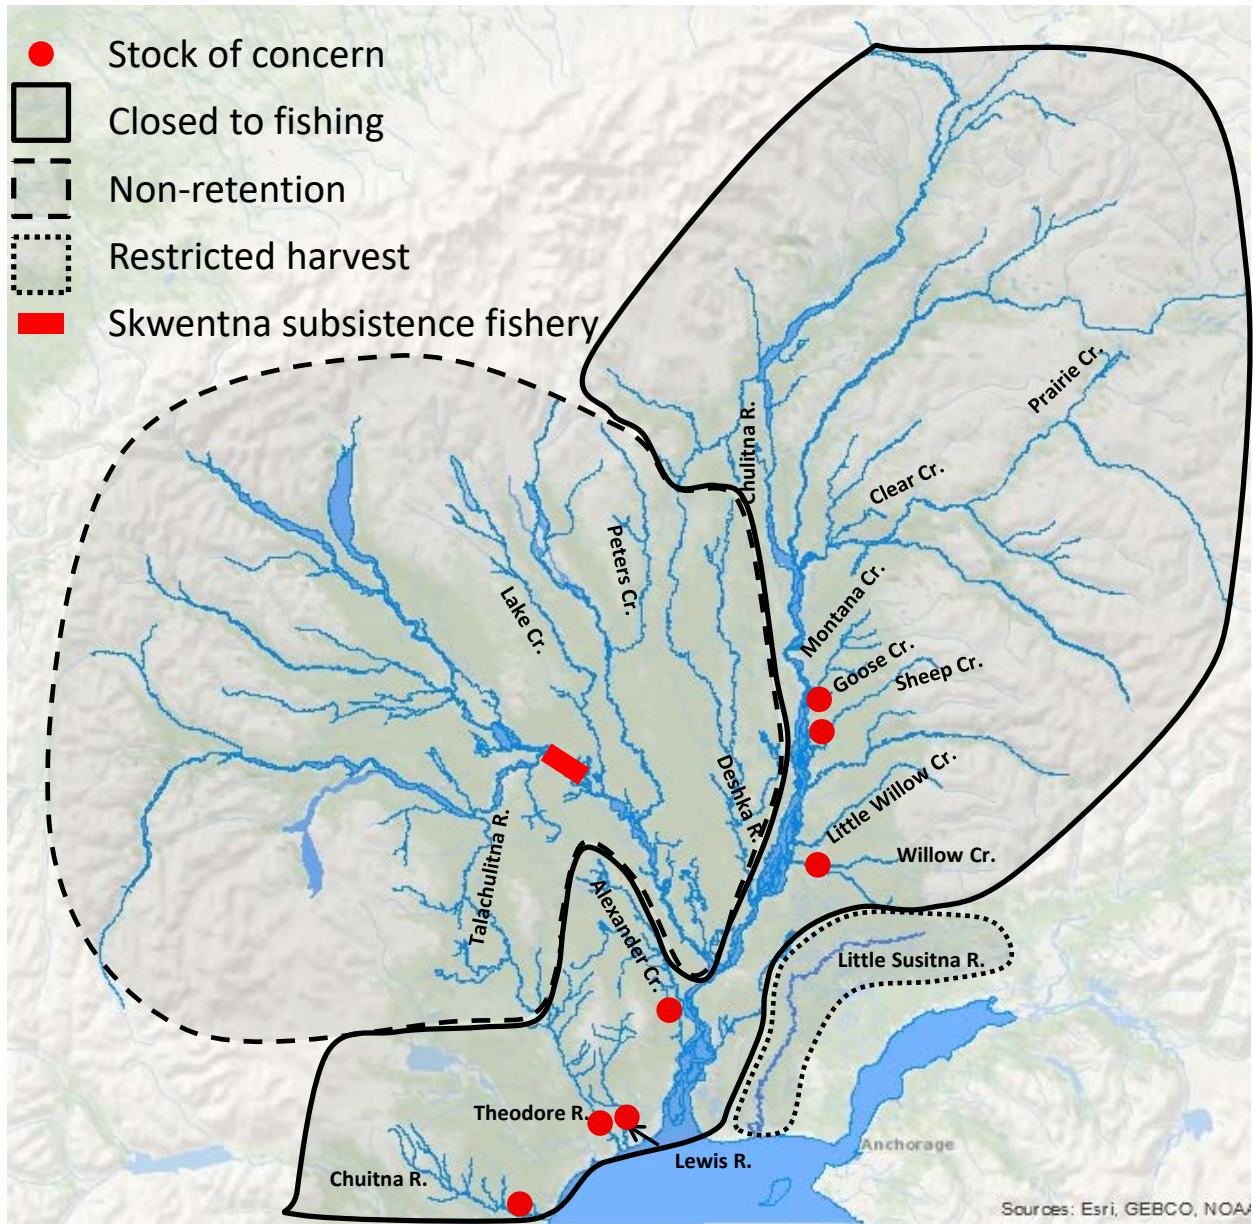 Stock of concern
Closed to fishing
Non-retention
Restricted harvest
Skwentna subsistence fishery
Prairie Cr.
Chulitna R.
Clear Cr.
Peters Cr.
Lake Cr.
Montana Cr.
Goose Cr.
Sheep Cr.
Deshka R.
Little Willow Cr.
Willow Cr.
Talachulitna R.
Alexander Cr.
Little Susitna R.
Theodore R.
Lewis R.
Anchorage
Chuitna R.
Sources: Esri, GEBCO, NOAA